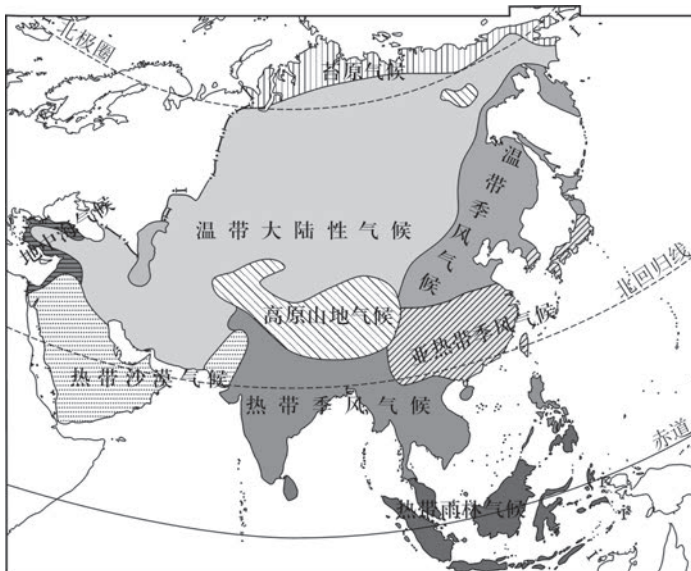 北极圈
苔原气候
温带季风气候
地中海气候
温带大陆性气候
北回归线
高原山地气候
亚热带季风气候
热带沙漠气候
热带季风气候
赤道
热带雨林气候